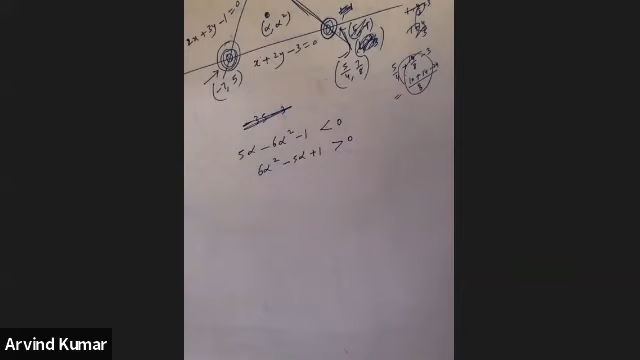 2x+3y-1=0
(α, α²)
x+2y-3=0
(-7, 5)
(5/4, 7/8)
5α-6α²-1 <0
6α²-5α+1 >0
Arvind Kumar